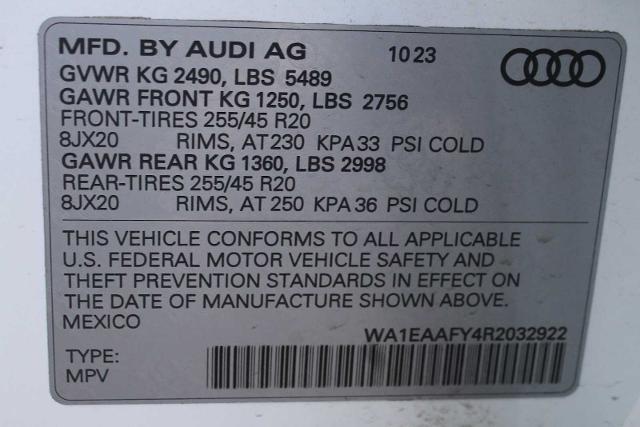 MFD. BY AUDI AG 10 23
GVWR KG 2490, LBS 5489
GAWR FRONT KG 1250, LBS 2756
FRONT-TIRES 255/45 R20
8JX20 RIMS, AT 230 KPA 33 PSI COLD
GAWR REAR KG 1360, LBS 2998
REAR-TIRES 255/45 R20
8JX20 RIMS, AT 250 KPA 36 PSI COLD
THIS VEHICLE CONFORMS TO ALL APPLICABLE
U.S. FEDERAL MOTOR VEHICLE SAFETY AND
THEFT PREVENTION STANDARDS IN EFFECT ON
THE DATE OF MANUFACTURE SHOWN ABOVE.
MEXICO
WA1EAAFY4R2032922
TYPE:
MPV